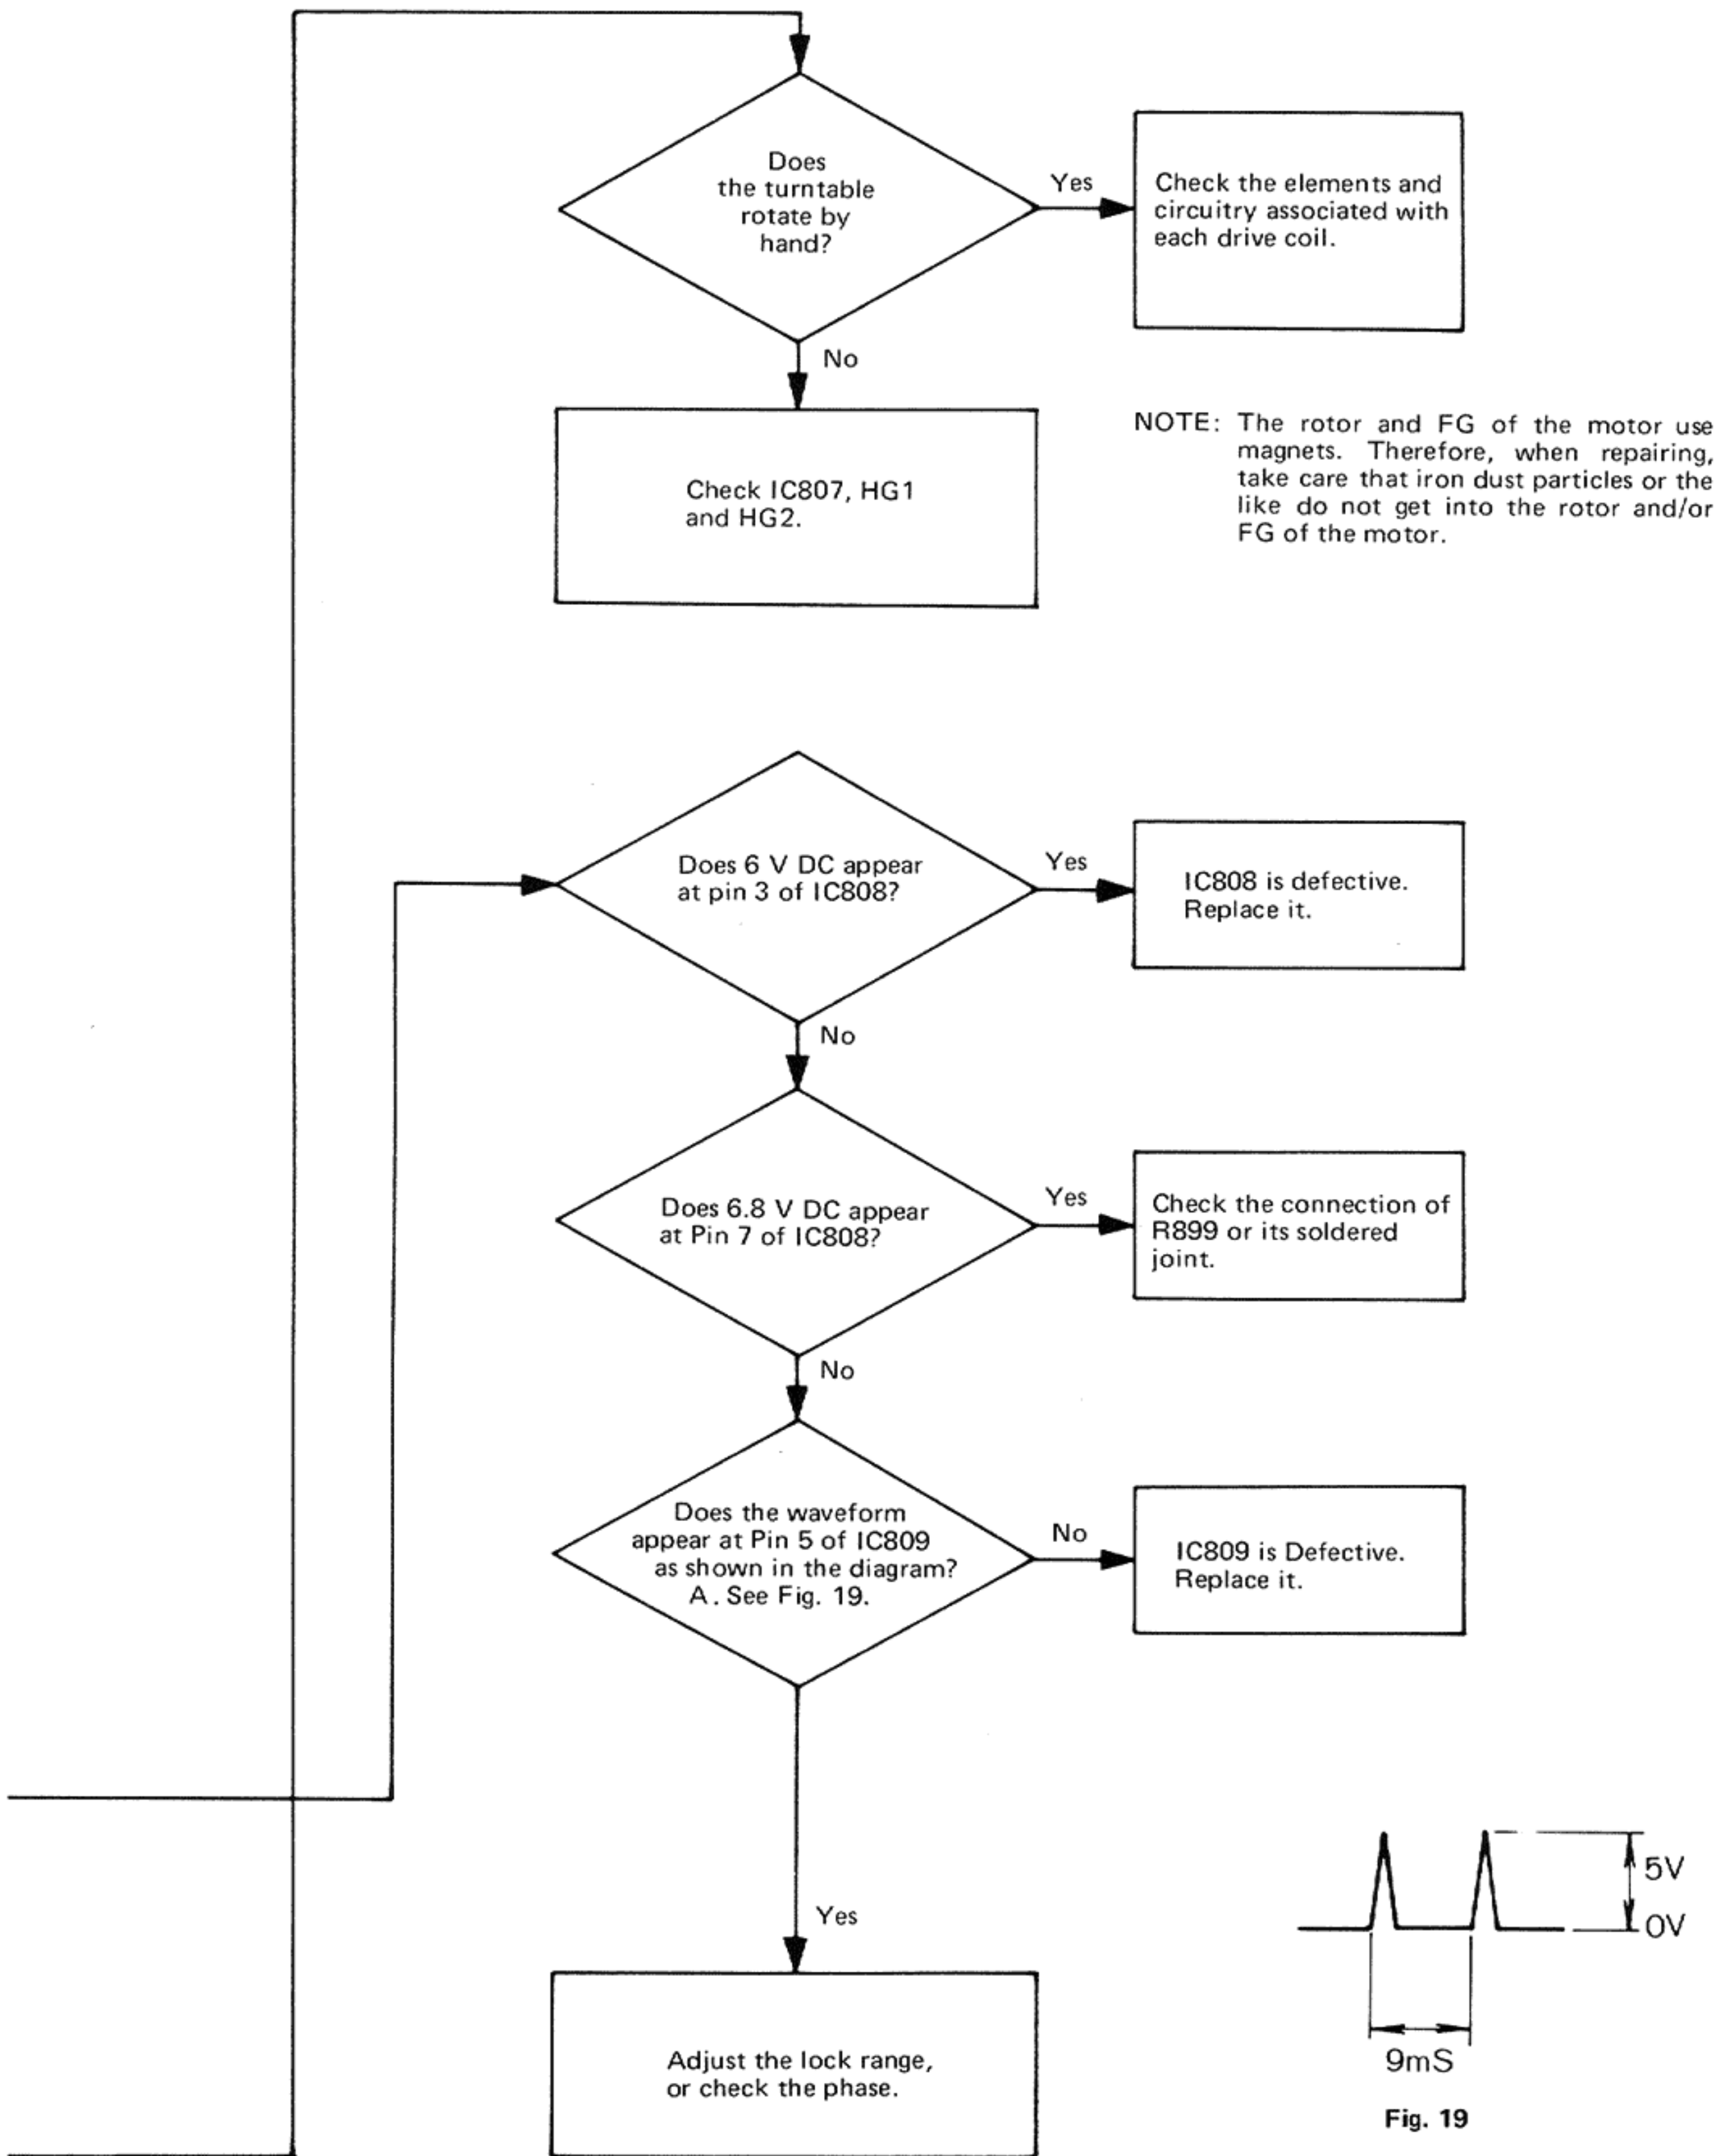 Does
the turntable
rotate by
hand?
Yes
Check the elements and
circuitry associated with
each drive coil.
No
Check IC807, HG1
and HG2.
NOTE: The rotor and FG of the motor use
magnets. Therefore, when repairing,
take care that iron dust particles or the
like do not get into the rotor and/or
FG of the motor.
Does 6 V DC appear
at pin 3 of IC808?
Yes
IC808 is defective.
Replace it.
No
Does 6.8 V DC appear
at Pin 7 of IC808?
Yes
Check the connection of
R899 or its soldered
joint.
No
Does the waveform
appear at Pin 5 of IC809
as shown in the diagram?
A. See Fig. 19.
No
IC809 is Defective.
Replace it.
Yes
Adjust the lock range,
or check the phase.
5V
0V
9mS
Fig. 19